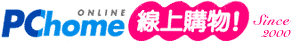 ONLINE
PChome 線上購物!
Since
2000